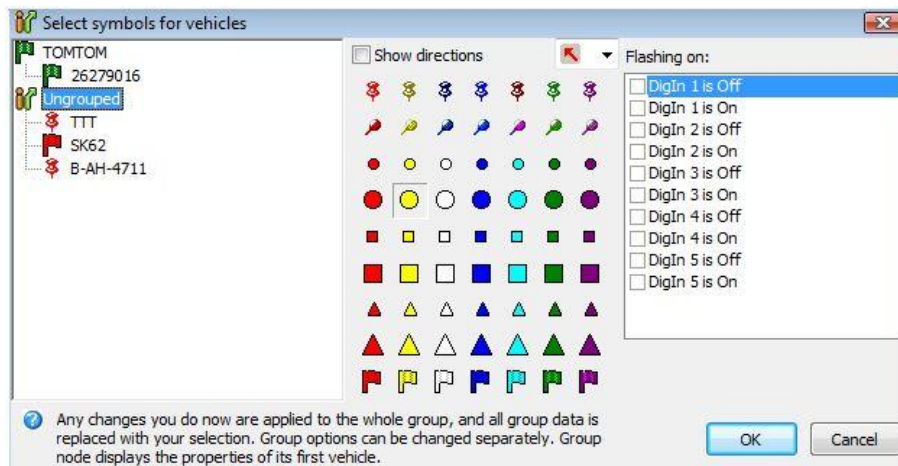 Select symbols for vehicles
TOMTOM
26279016
Ungrouped
TTT
SK62
B-AH-4711
Show directions
Flashing on:
DigIn 1 is Off
DigIn 1 is On
DigIn 2 is Off
DigIn 2 is On
DigIn 3 is Off
DigIn 3 is On
DigIn 4 is Off
DigIn 4 is On
DigIn 5 is Off
DigIn 5 is On
Any changes you do now are applied to the whole group, and all group data is
replaced with your selection. Group options can be changed separately. Group
node displays the properties of its first vehicle.
OK
Cancel